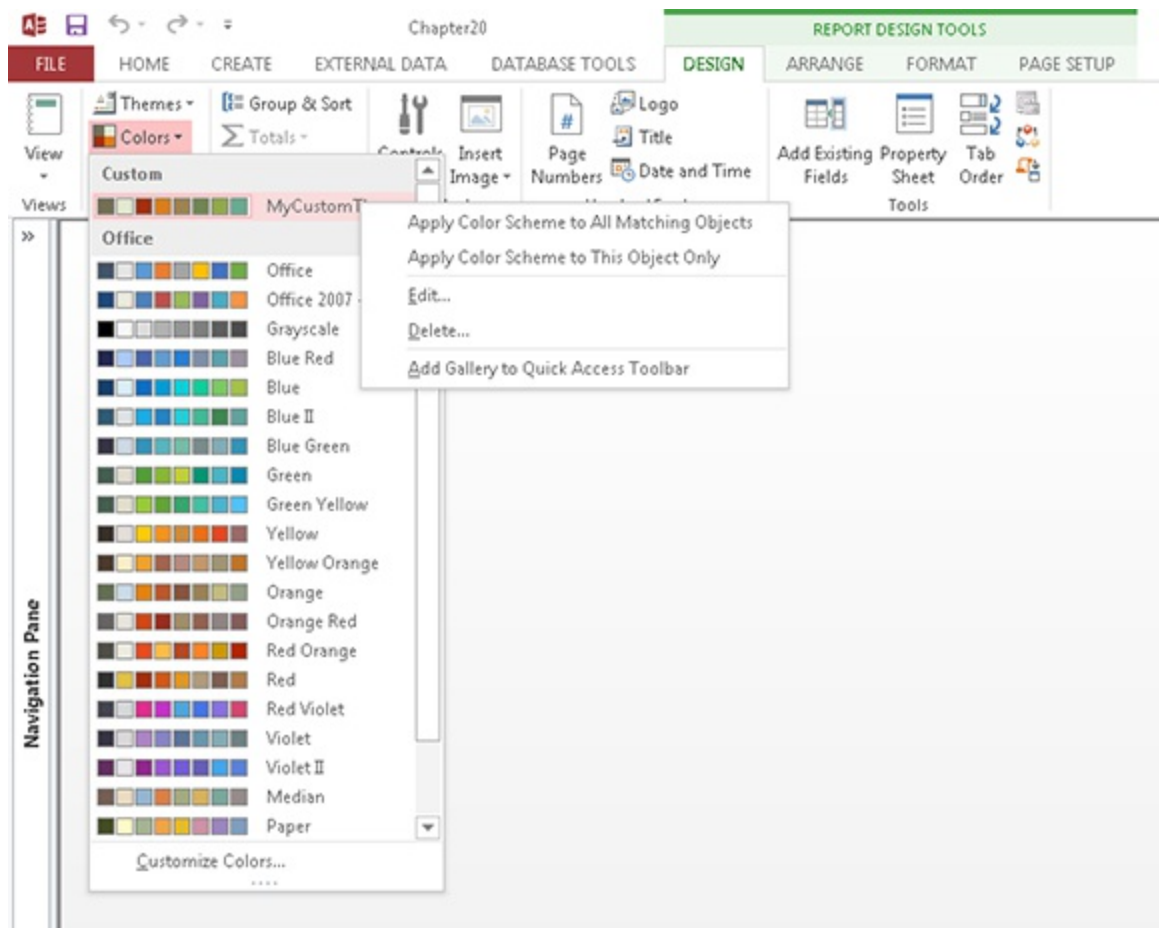 Chapter20
REPORT DESIGN TOOLS
FILE HOME CREATE EXTERNAL DATA DATABASE TOOLS DESIGN ARRANGE FORMAT PAGE SETUP
View
Views
Themes
Colors
Group & Sort
Totals
Controls
Insert
Image
Page
Numbers
Logo
Title
Date and Time
Add Existing
Fields
Property
Sheet
Tab
Order
Tools
Custom
Office
Office
Office 2007 -
Grayscale
Blue Red
Blue
Blue II
Blue Green
Green
Green Yellow
Yellow
Yellow Orange
Orange
Orange Red
Red Orange
Red
Red Violet
Violet
Violet II
Median
Paper
Customize Colors...
Apply Color Scheme to All Matching Objects
Apply Color Scheme to This Object Only
Edit...
Delete...
Add Gallery to Quick Access Toolbar
Navigation Pane